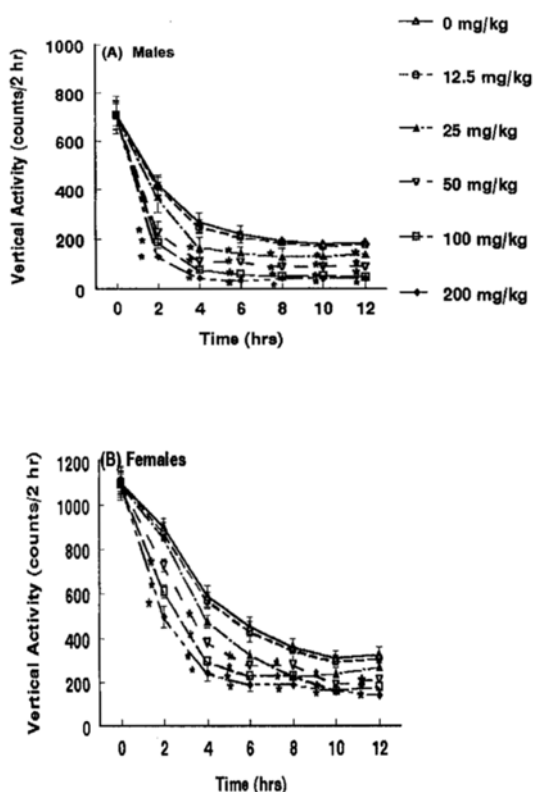 (A) Males
1000
800
600
400
200
0
Vertical Activity (counts/2 hr)
0 2 4 6 8 10 12
Time (hrs)
0 mg/kg
12.5 mg/kg
25 mg/kg
50 mg/kg
100 mg/kg
200 mg/kg
(B) Females
1200
1000
800
600
400
200
0
Vertical Activity (counts/2 hr)
0 2 4 6 8 10 12
Time (hrs)